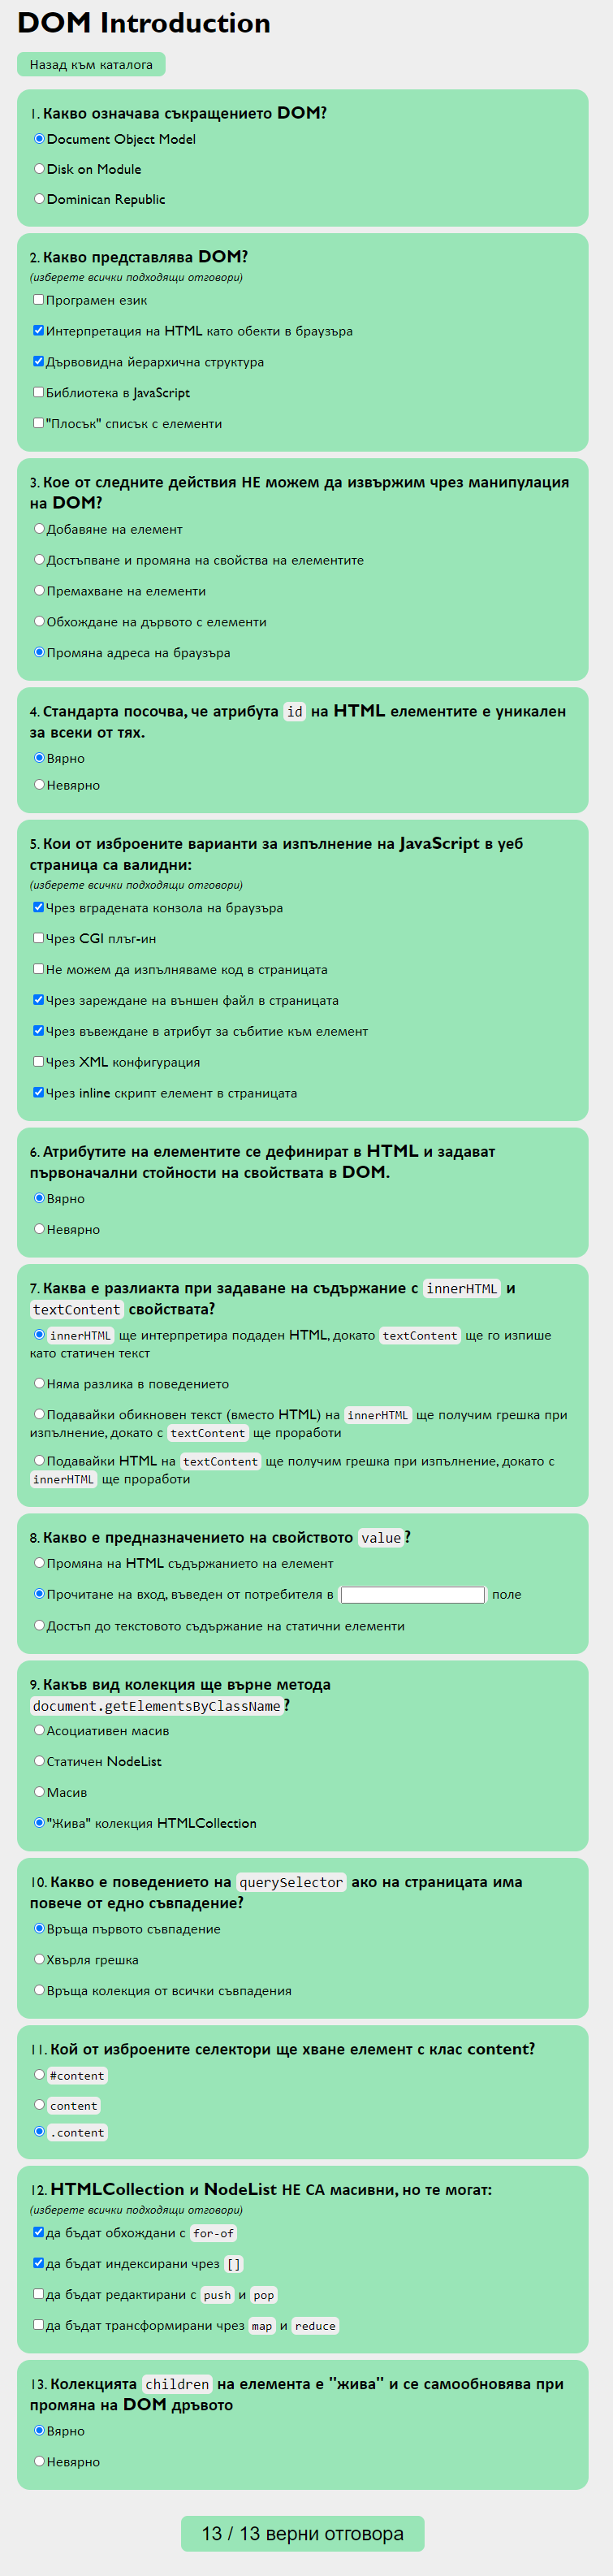 DOM Introduction
Назад към каталога
1. Какво означава съкращението DOM?
Document Object Model
Disk on Module
Dominican Republic
2. Какво представлява DOM?
(изберете всички подходящи отговори)
Програмен език
Интерпретация на HTML като обекти в браузъра
Дървовидна йерархична структура
Библиотека в JavaScript
"Плосък" списък с елементи
3. Кое от следните действия НЕ можем да извържим чрез манипулация
на DOM?
Добавяне на елемент
Достъпване и промяна на свойства на елементите
Премахване на елементи
Обхождане на дървото с елементи
Промяна адреса на браузъра
4. Стандарта посочва, че атрибута id на HTML елементите е уникален
за всеки от тях.
Вярно
Невярно
5. Кои от изброените варианти за изпълнение на JavaScript в уеб
страница са валидни:
(изберете всички подходящи отговори)
Чрез вградената конзола на браузъра
Чрез CGI плъг-ин
Не можем да изпълняваме код в страницата
Чрез зареждане на външен файл в страницата
Чрез въвеждане в атрибут за събитие към елемент
Чрез XML конфигурация
Чрез inline скрипт елемент в страницата
6. Атрибутите на елементите се дефинират в HTML и задават
първоначални стойности на свойствата в DOM.
Вярно
Невярно
7. Каква е разлиакта при задаване на съдържание с innerHTML и
textContent свойствата?
innerHTML ще интерпретира подаден HTML, докато textContent ще го изпише
като статичен текст
Няма разлика в поведението
Подавайки обикновен текст (вместо HTML) на innerHTML ще получим грешка при
изпълнение, докато с textContent ще проработи
Подавайки HTML на textContent ще получим грешка при изпълнение, докато с
innerHTML ще проработи
8. Какво е предназначението на свойството value?
Промяна на HTML съдържанието на елемент
Прочитане на вход, въведен от потребителя в поле
Достъп до текстовото съдържание на статични елементи
9. Какъв вид колекция ще върне метода
document.getElementsByClassName?
Асоциативен масив
Статичен NodeList
Масив
"Жива" колекция HTMLCollection
10. Какво е поведението на querySelector ако на страницата има
повече от едно съвпадение?
Връща първото съвпадение
Хвърля грешка
Връща колекция от всички съвпадения
11. Кой от изброените селектори ще хване елемент с клас content?
#content
content
.content
12. HTMLCollection и NodeList НЕ СА масивни, но те могат:
(изберете всички подходящи отговори)
да бъдат обхождани с for-of
да бъдат индексирани чрез []
да бъдат редактирани с push и pop
да бъдат трансформирани чрез map и reduce
13. Колекцията children на елемента е "жива" и се самообновява при
промяна на DOM дръвото
Вярно
Невярно
13 / 13 верни отговора